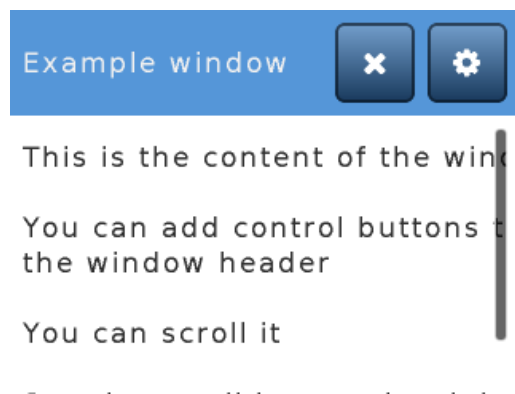 Example window
This is the content of the wind
You can add control buttons t
the window header
You can scroll it